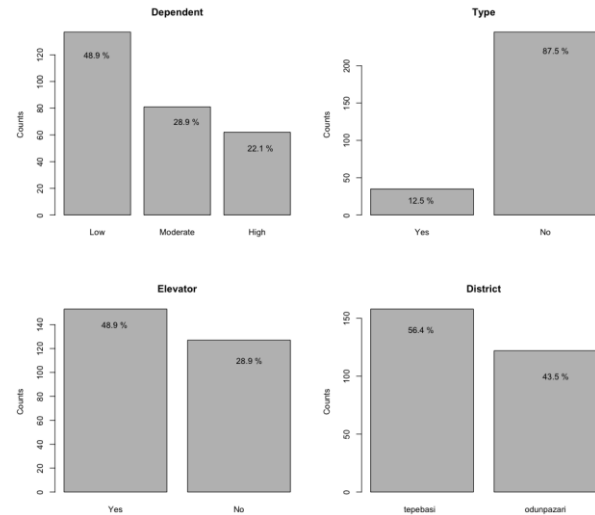 Dependent
Counts
0
20
40
60
80
100
120
48.9 %
28.9 %
22.1 %
Low
Moderate
High
Type
Counts
0
50
100
150
200
12.5 %
87.5 %
Yes
No
Elevator
Counts
0
20
40
60
80
100
120
140
48.9 %
28.9 %
Yes
No
District
Counts
0
50
100
150
56.4 %
43.5 %
tepebasi
odunpazari